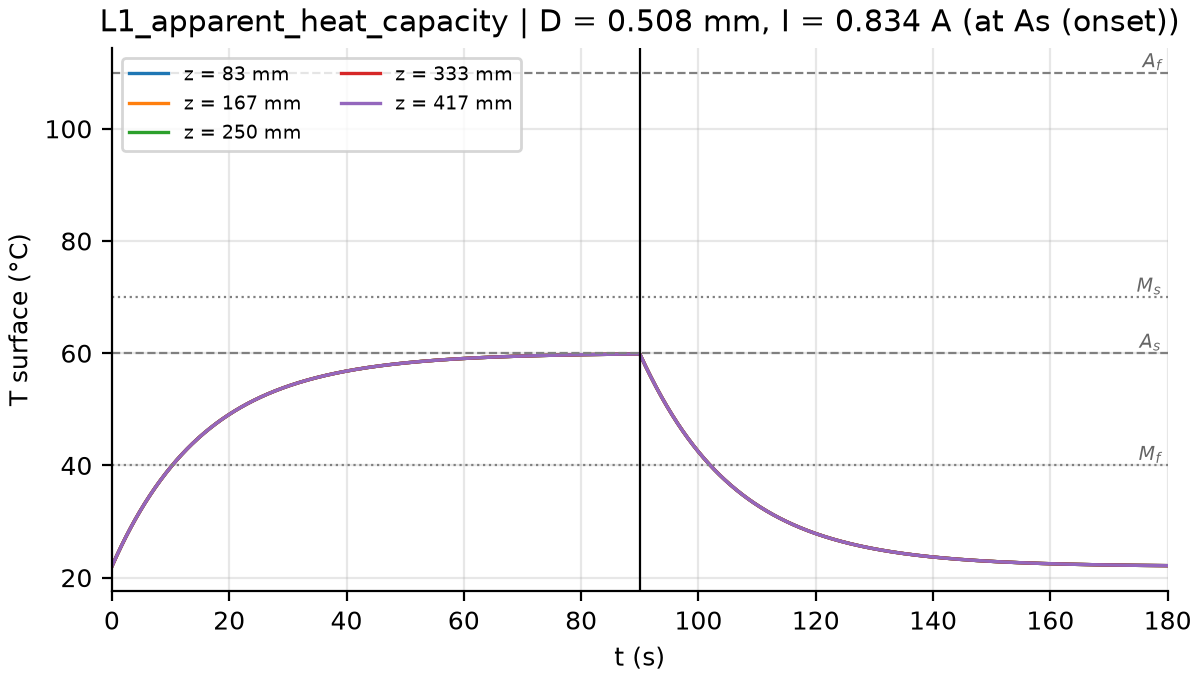 L1_apparent_heat_capacity | D = 0.508 mm, I = 0.834 A (at As (onset))
z = 83 mm
z = 167 mm
z = 250 mm
z = 333 mm
z = 417 mm
A_f
M_s
A_s
M_f
T surface (°C)
100
80
60
40
20
0
20
40
60
80
100
120
140
160
180
t (s)